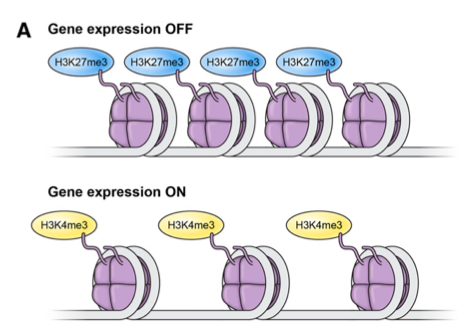 A Gene expression OFF
H3K27me3 H3K27me3 H3K27me3 H3K27me3
Gene expression ON
H3K4me3 H3K4me3 H3K4me3